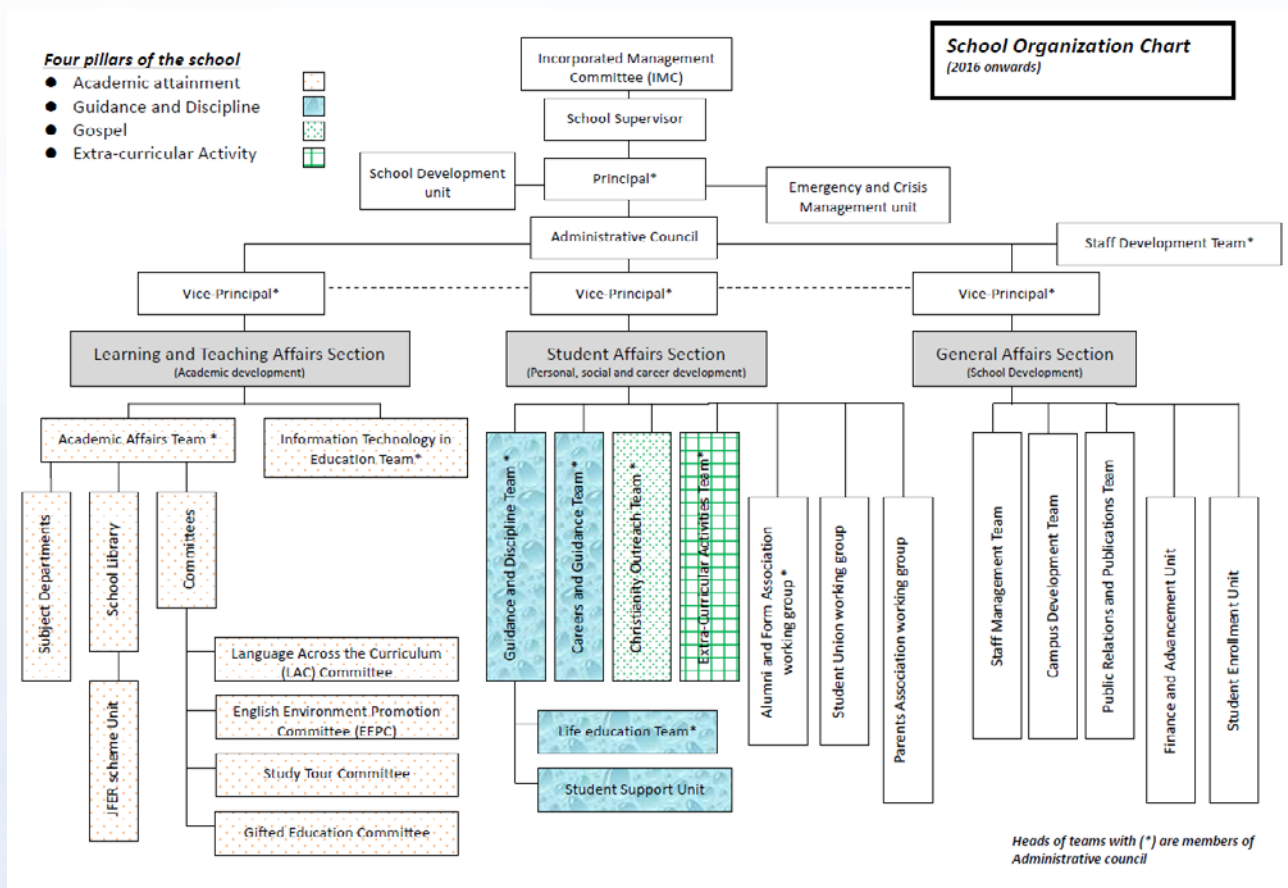 Four pillars of the school
● Academic attainment
● Guidance and Discipline
● Gospel
● Extra-curricular Activity
School Organization Chart
(2016 onwards)
Incorporated Management
Committee (IMC)
School Supervisor
School Development
unit
Principal*
Emergency and Crisis
Management unit
Administrative Council
Staff Development Team*
Vice-Principal*
Vice-Principal*
Vice-Principal*
Learning and Teaching Affairs Section
(Academic development)
Student Affairs Section
(Personal, social and career development)
General Affairs Section
(School Development)
Academic Affairs Team *
Information Technology in
Education Team*
Subject Departments
School Library
Committees
JFER scheme Unit
Language Across the Curriculum
(LAC) Committee
English Environment Promotion
Committee (EEPC)
Study Tour Committee
Gifted Education Committee
Guidance and Discipline Team *
Careers and Guidance Team *
Christianity Outreach Team *
Extra-Curricular Activities Team*
Life education Team*
Student Support Unit
Alumni and Form Association
working group *
Student Union working group
Parents Association working group
Staff Management Team
Campus Development Team
Public Relations and Publications Team
Finance and Advancement Unit
Student Enrollment Unit
Heads of teams with (*) are members of
Administrative council